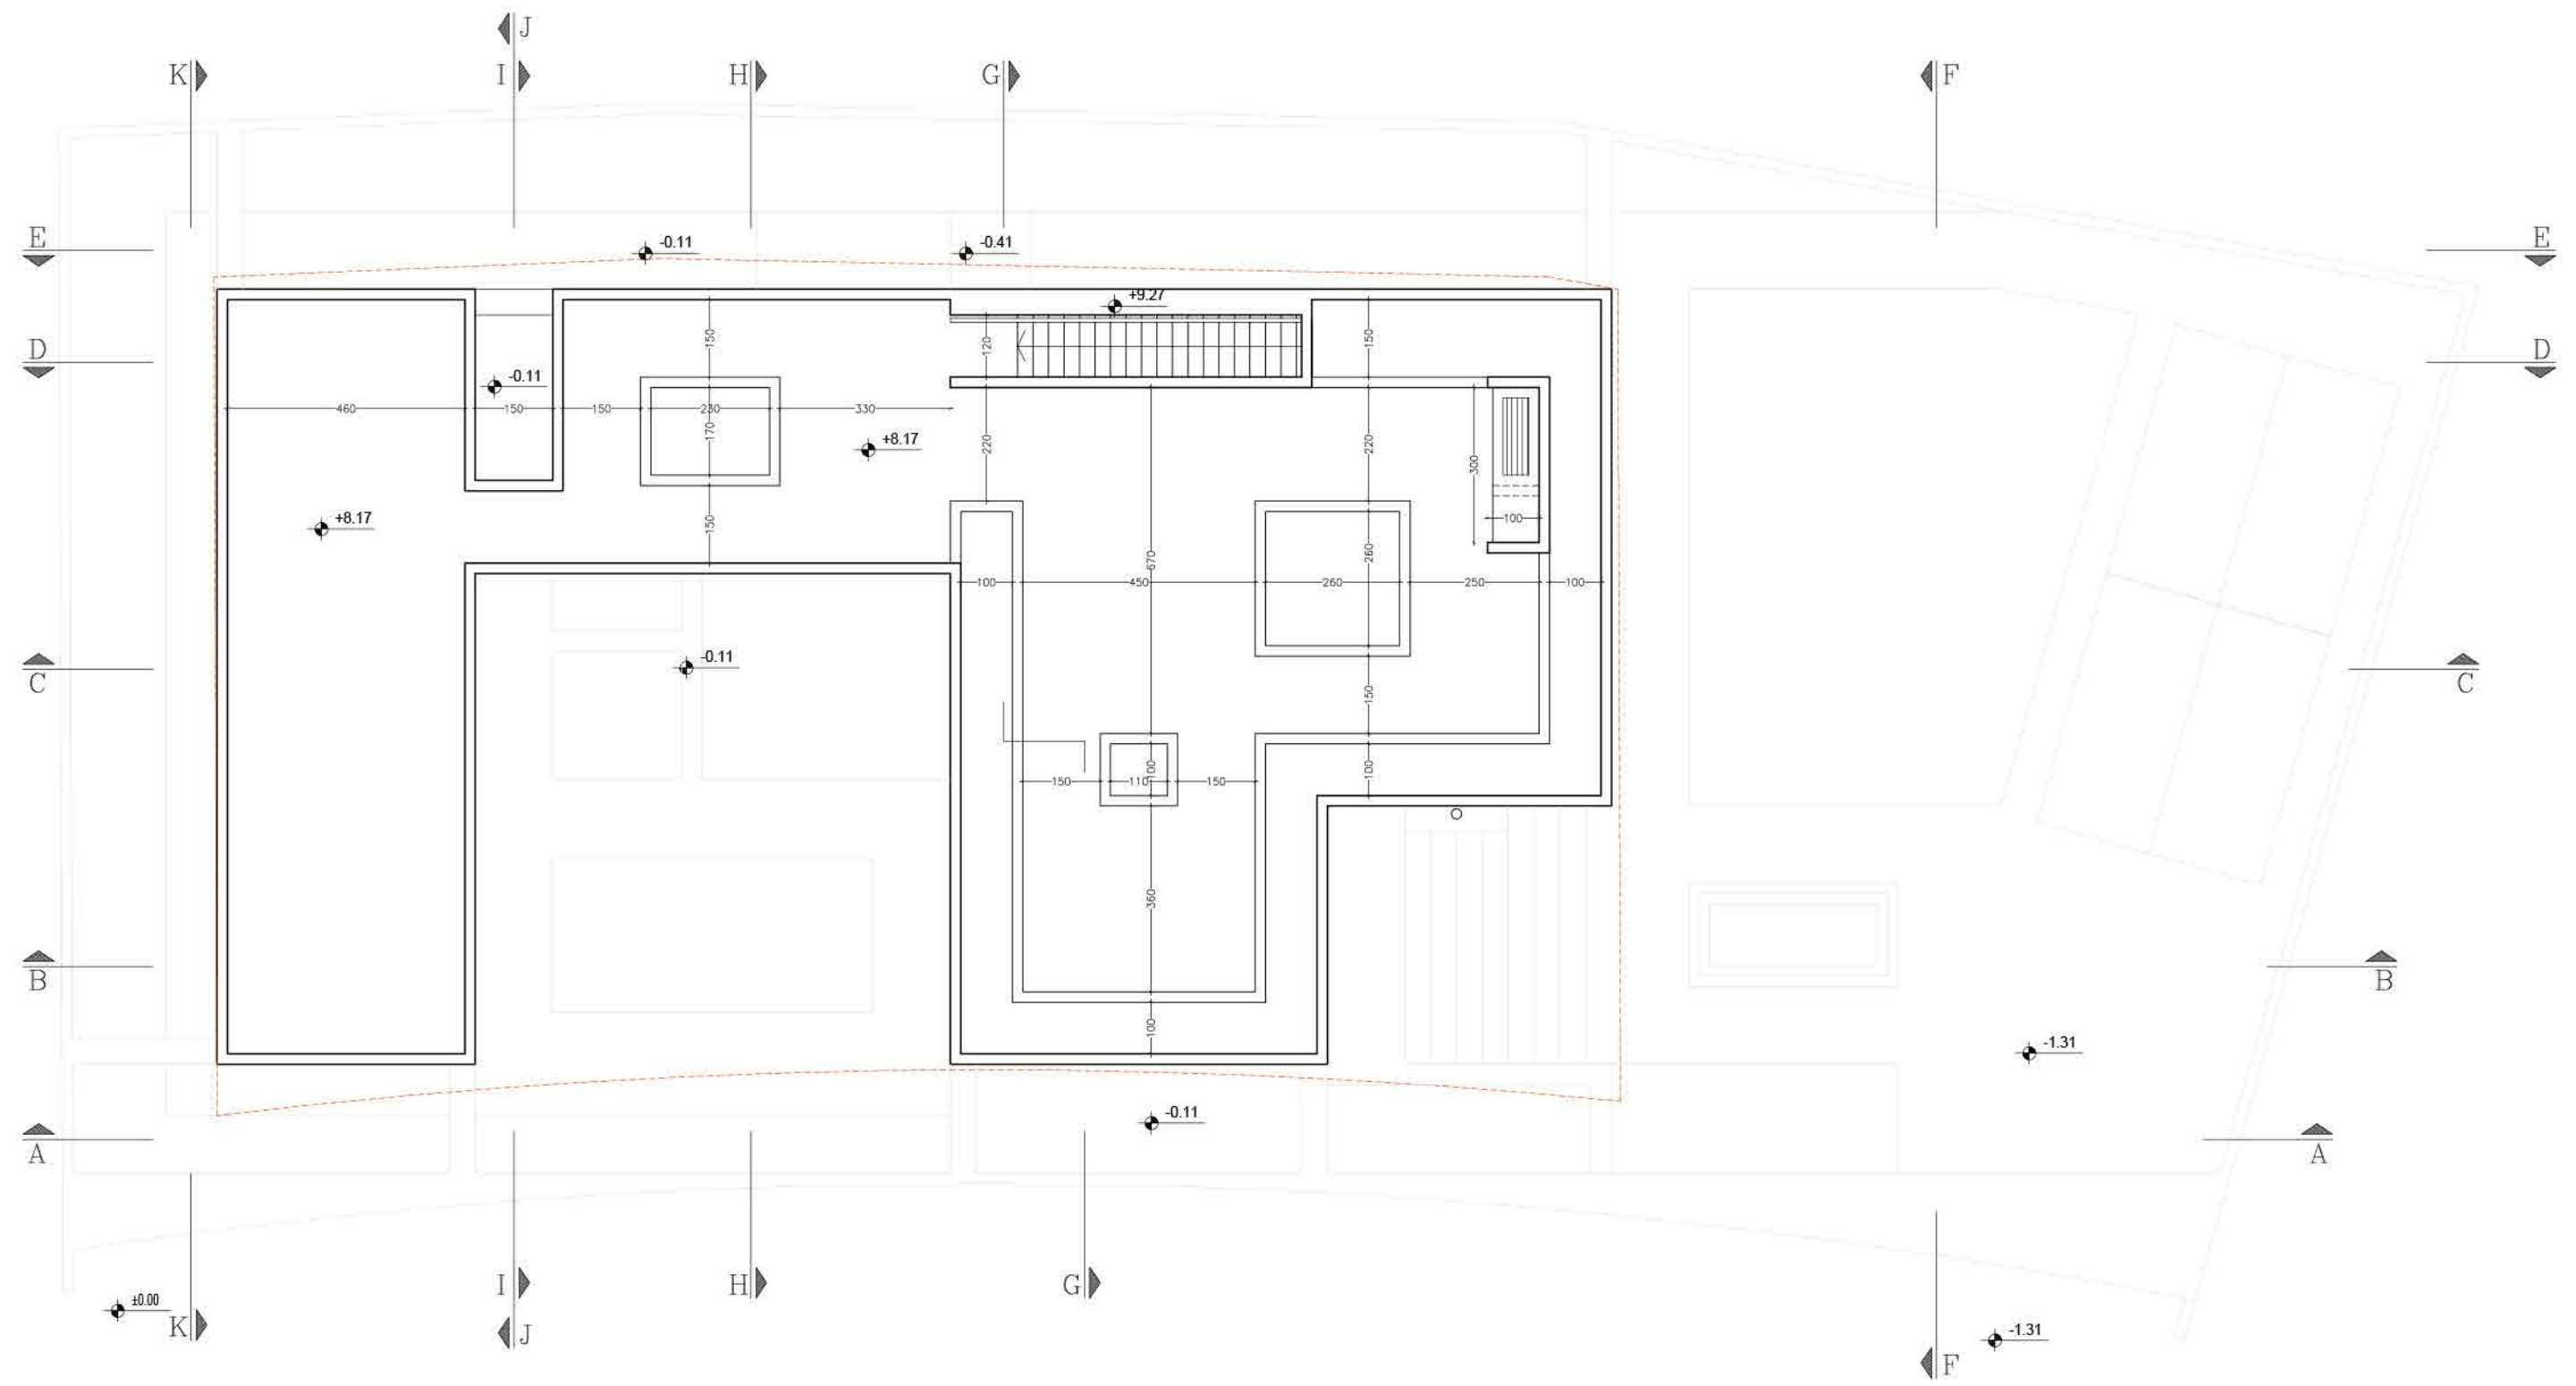 J
K I H G F
E -0.11 -0.41 E
+9.27
150 120 150
D -0.11 D
460 150 150 230 330
170 220 +8.17 220 300
+8.17 150 100
670 260
100 450 260 250 100
C -0.11 150 C
150 110 100 150 100
360
B B
100 -1.31
-0.11
A A
I H G
±0.00
K J -1.31
F